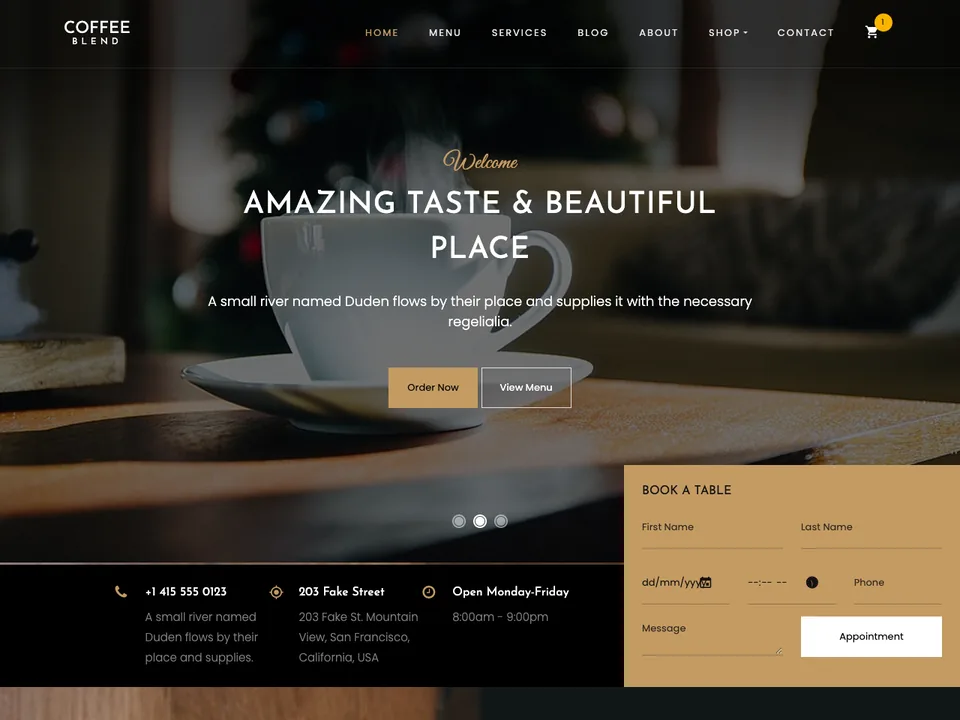 COFFEE
BLEND
HOME MENU SERVICES BLOG ABOUT SHOP CONTACT 1
Welcome
AMAZING TASTE & BEAUTIFUL
PLACE
A small river named Duden flows by their place and supplies it with the necessary
regelialia.
Order Now View Menu
BOOK A TABLE
First Name Last Name
dd/mm/yyyy --:-- -- Phone
Message
Appointment
+1 415 555 0123
A small river named
Duden flows by their
place and supplies.
203 Fake Street
203 Fake St. Mountain
View, San Francisco,
California, USA
Open Monday-Friday
8:00am - 9:00pm